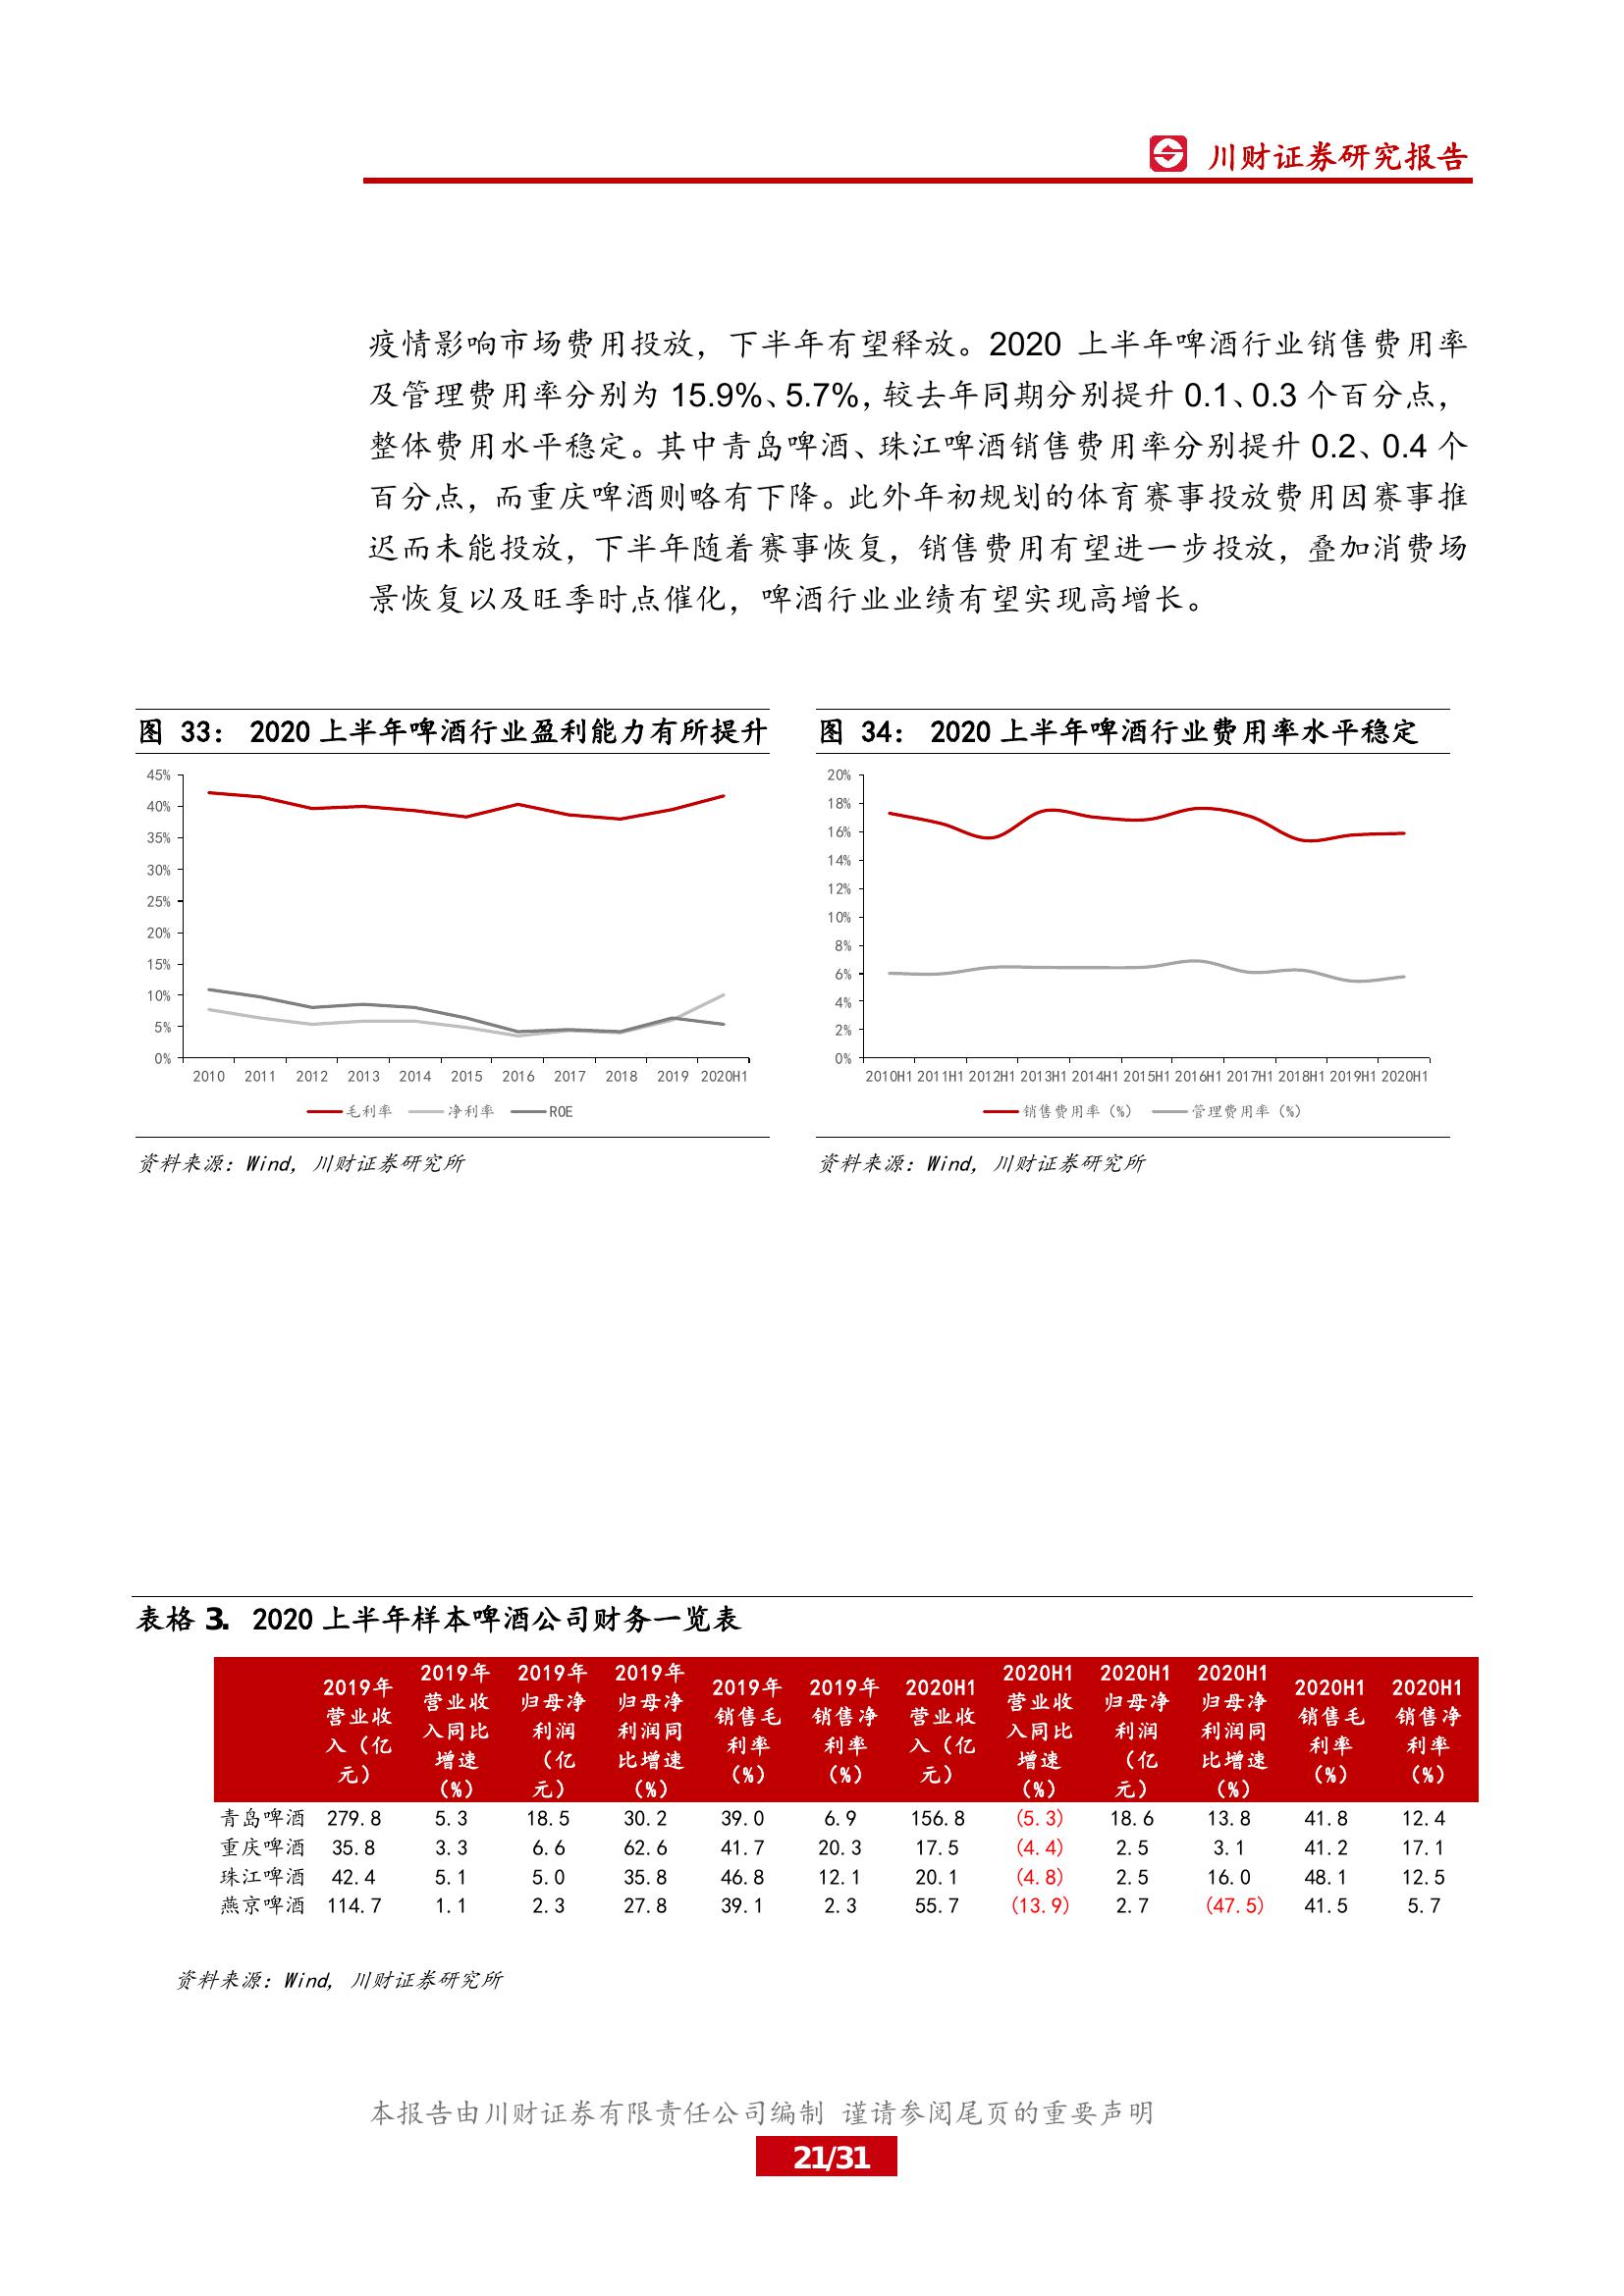 川财证券研究报告
疫情影响市场费用投放，下半年有望释放。2020 上半年啤酒行业销售费用率
及管理费用率分别为 15.9%、5.7%，较去年同期分别提升 0.1、0.3 个百分点，
整体费用水平稳定。其中青岛啤酒、珠江啤酒销售费用率分别提升 0.2、0.4 个
百分点，而重庆啤酒则略有下降。此外年初规划的体育赛事投放费用因赛事推
迟而未能投放，下半年随着赛事恢复，销售费用有望进一步投放，叠加消费场
景恢复以及旺季时点催化，啤酒行业业绩有望实现高增长。
图 33： 2020 上半年啤酒行业盈利能力有所提升
45%
40%
35%
30%
25%
20%
15%
10%
5%
0%
2010 2011 2012 2013 2014 2015 2016 2017 2018 2019 2020H1
毛利率 净利率 ROE
资料来源：Wind，川财证券研究所
图 34： 2020 上半年啤酒行业费用率水平稳定
20%
18%
16%
14%
12%
10%
8%
6%
4%
2%
0%
2010H1 2011H1 2012H1 2013H1 2014H1 2015H1 2016H1 2017H1 2018H1 2019H1 2020H1
销售费用率（%） 管理费用率（%）
资料来源：Wind，川财证券研究所
表格 3. 2020 上半年样本啤酒公司财务一览表
2019年营业收入（亿元） 2019年营业收入同比增速（%） 2019年归母净利润（亿元） 2019年归母净利润同比增速（%） 2019年销售毛利率（%） 2019年销售净利率（%） 2020H1营业收入（亿元） 2020H1营业收入同比增速（%） 2020H1归母净利润（亿元） 2020H1归母净利润同比增速（%） 2020H1销售毛利率（%） 2020H1销售净利率（%）
青岛啤酒 279.8 5.3 18.5 30.2 39.0 6.9 156.8 (5.3) 18.6 13.8 41.8 12.4
重庆啤酒 35.8 3.3 6.6 62.6 41.7 20.3 17.5 (4.4) 2.5 3.1 41.2 17.1
珠江啤酒 42.4 5.1 5.0 35.8 46.8 12.1 20.1 (4.8) 2.5 16.0 48.1 12.5
燕京啤酒 114.7 1.1 2.3 27.8 39.1 2.3 55.7 (13.9) 2.7 (47.5) 41.5 5.7
资料来源：Wind，川财证券研究所
本报告由川财证券有限责任公司编制 谨请参阅尾页的重要声明
21/31